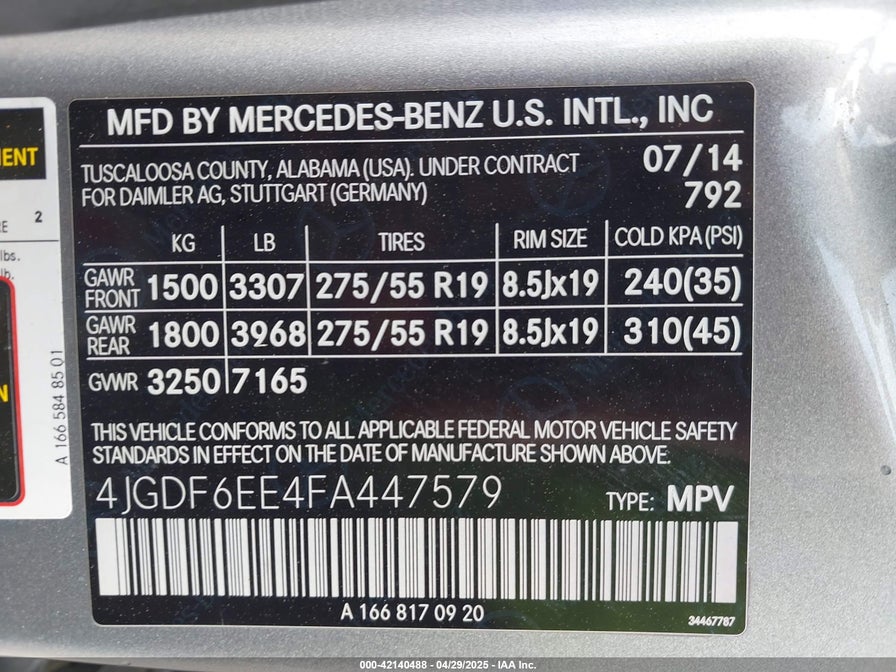 MFD BY MERCEDES-BENZ U.S. INTL., INC
TUSCALOOSA COUNTY, ALABAMA (USA). UNDER CONTRACT
FOR DAIMLER AG, STUTTGART (GERMANY)
07/14
792
KG LB TIRES RIM SIZE COLD KPA (PSI)
GAWR FRONT 1500 3307 275/55 R19 8.5Jx19 240(35)
GAWR REAR 1800 3968 275/55 R19 8.5Jx19 310(45)
GVWR 3250 7165
THIS VEHICLE CONFORMS TO ALL APPLICABLE FEDERAL MOTOR VEHICLE SAFETY
STANDARDS IN EFFECT ON THE DATE OF MANUFACTURE SHOWN ABOVE.
4JGDF6EE4FA447579 TYPE: MPV
A 166 817 09 20
34467787
2
lbs.
lb.
A 166 584 85 01
000-42140488 - 04/29/2025 - IAA Inc.